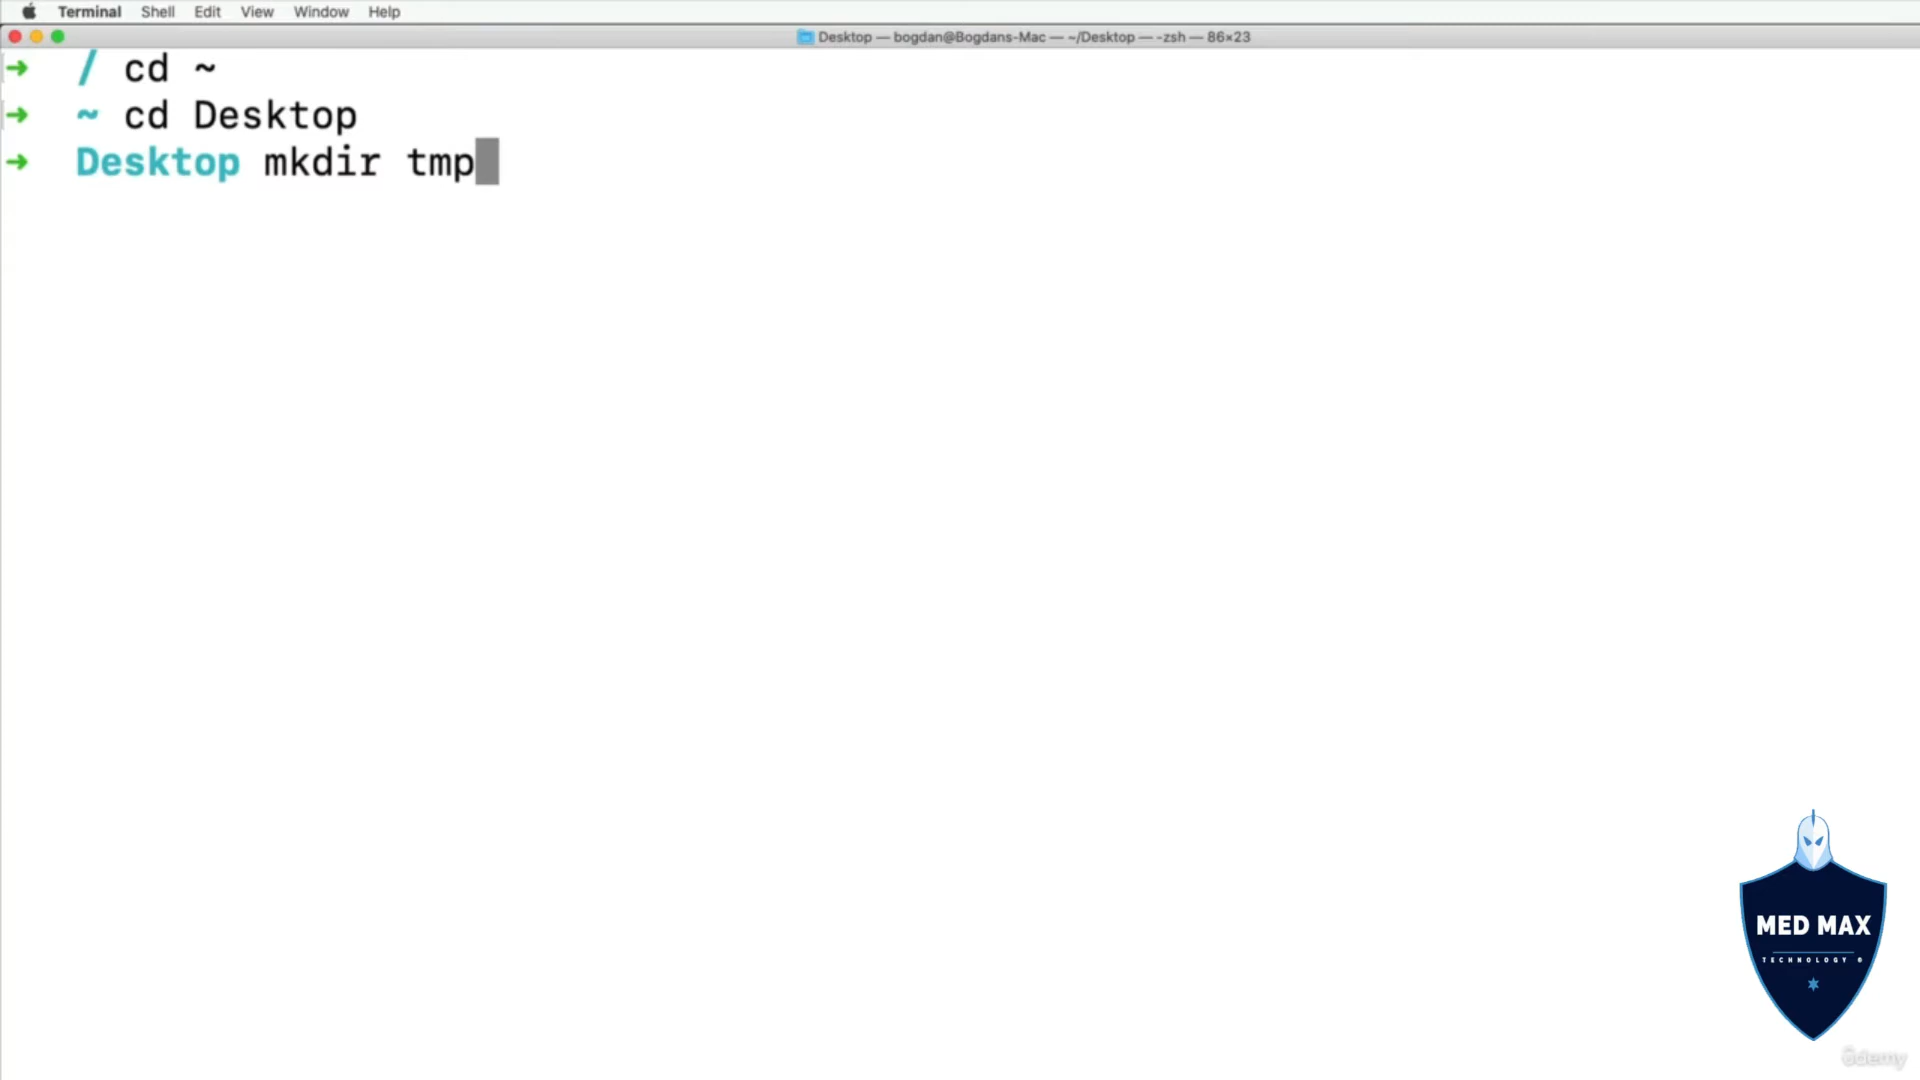 Terminal Shell Edit View Window Help
Desktop — bogdan@Bogdans-Mac — ~/Desktop — -zsh — 86×23
➜ / cd ~
➜ ~ cd Desktop
➜ Desktop mkdir tmp
MED MAX
TECHNOLOGY ®
ûdemy